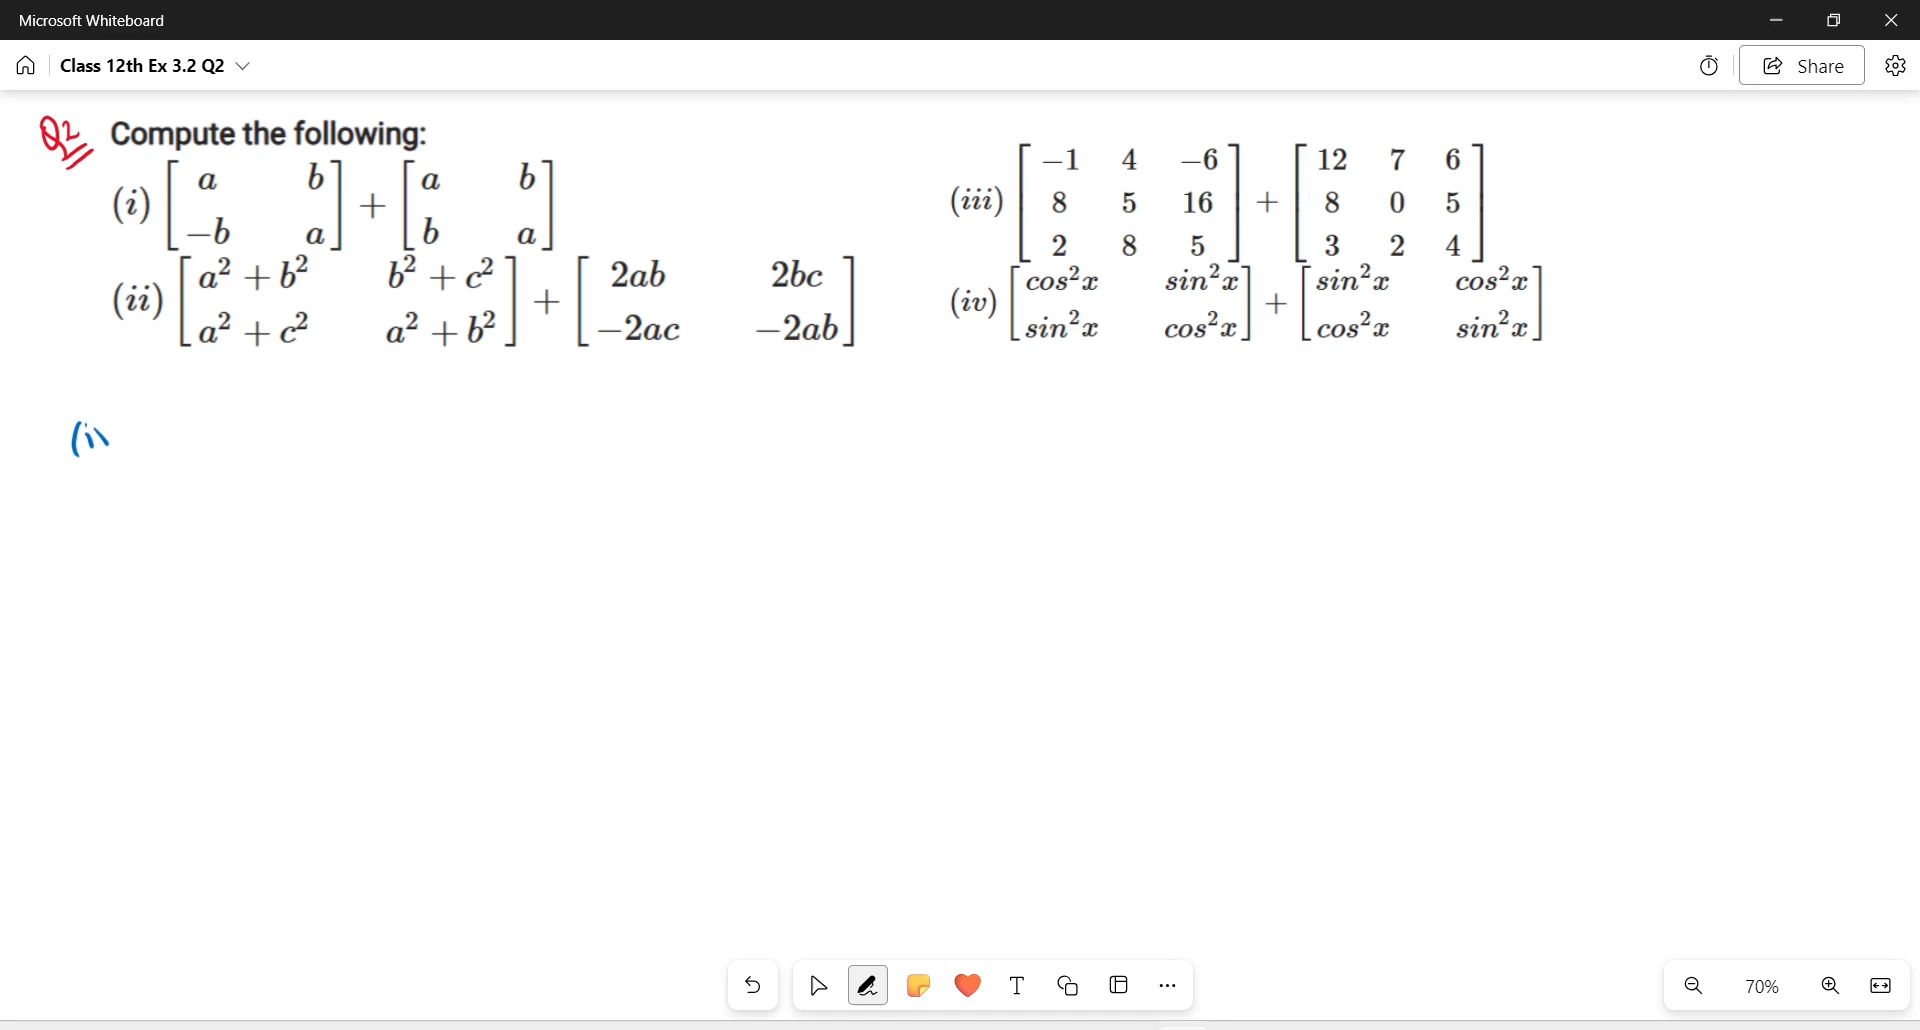 Microsoft Whiteboard
Class 12th Ex 3.2 Q2
Share
Q2 Compute the following:
(i) [a b; −b a] + [a b; b a]
(ii) [a² + b² b² + c²; a² + c² a² + b²] + [2ab 2bc; −2ac −2ab]
(iii) [−1 4 −6; 8 5 16; 2 8 5] + [12 7 6; 8 0 5; 3 2 4]
(iv) [cos²x sin²x; sin²x cos²x] + [sin²x cos²x; cos²x sin²x]
T
70%